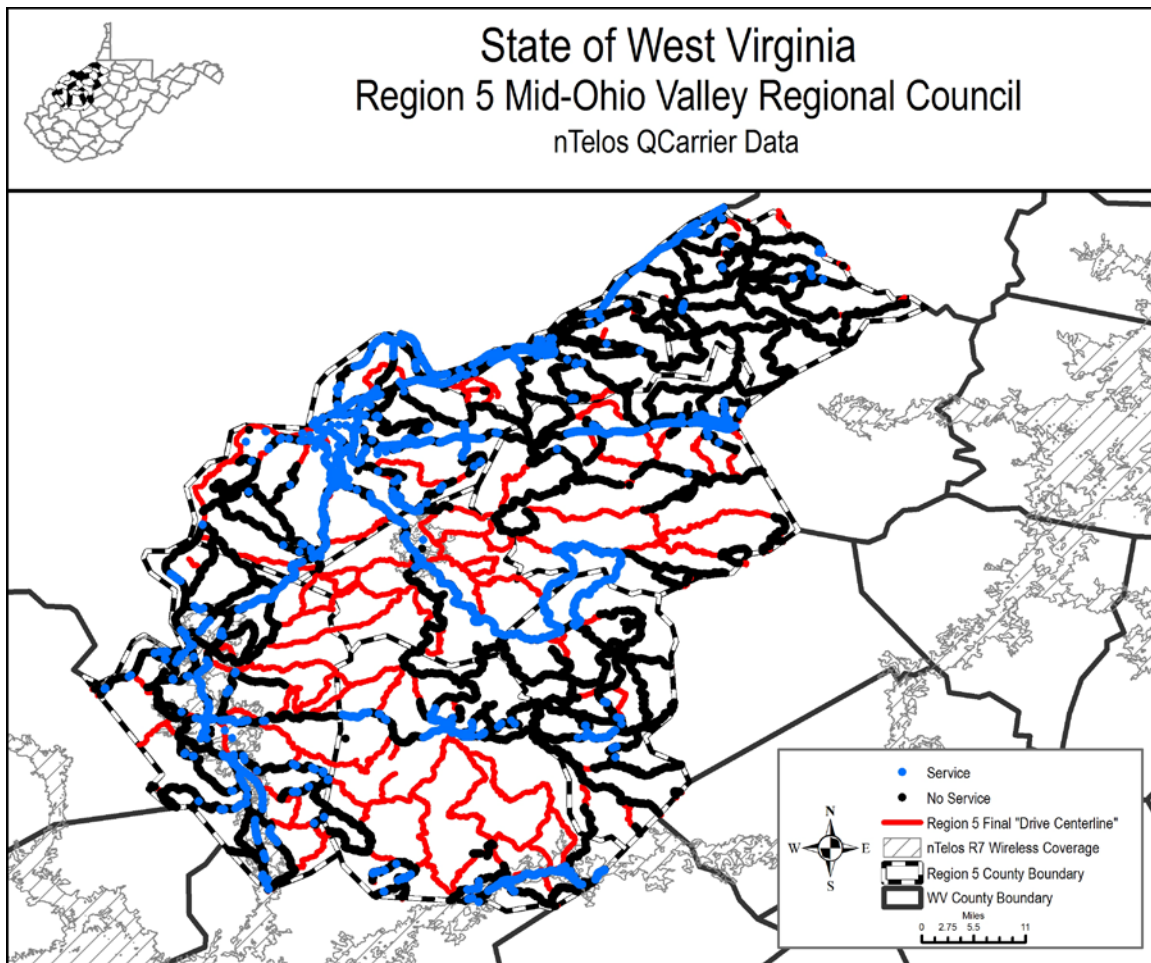 State of West Virginia
Region 5 Mid-Ohio Valley Regional Council
nTelos QCarrier Data
Service
No Service
Region 5 Final "Drive Centerline"
nTelos R7 Wireless Coverage
Region 5 County Boundary
WV County Boundary
N
W E
S
Miles
0 2.75 5.5 11